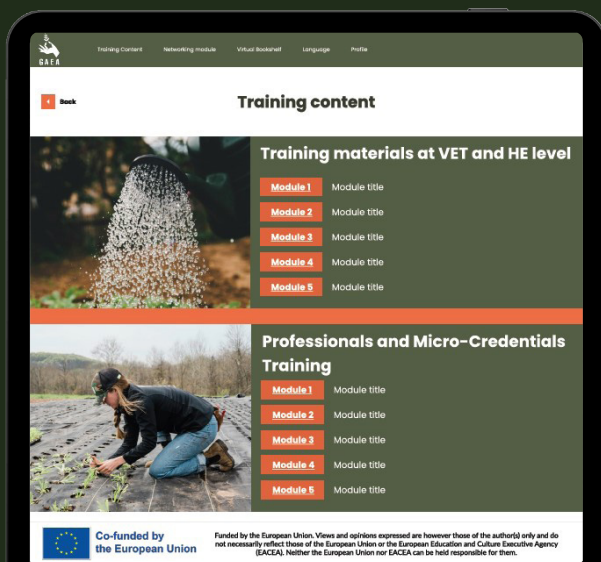 GAEA
Training Content
Networking module
Virtual Bookshelf
Language
Profile
Back
Training content
Training materials at VET and HE level
Module 1 Module title
Module 2 Module title
Module 3 Module title
Module 4 Module title
Module 5 Module title
Professionals and Micro-Credentials
Training
Module 1 Module title
Module 2 Module title
Module 3 Module title
Module 4 Module title
Module 5 Module title
Co-funded by
the European Union
Funded by the European Union. Views and opinions expressed are however those of the author(s) only and do
not necessarily reflect those of the European Union or the European Education and Culture Executive Agency
(EACEA). Neither the European Union nor EACEA can be held responsible for them.